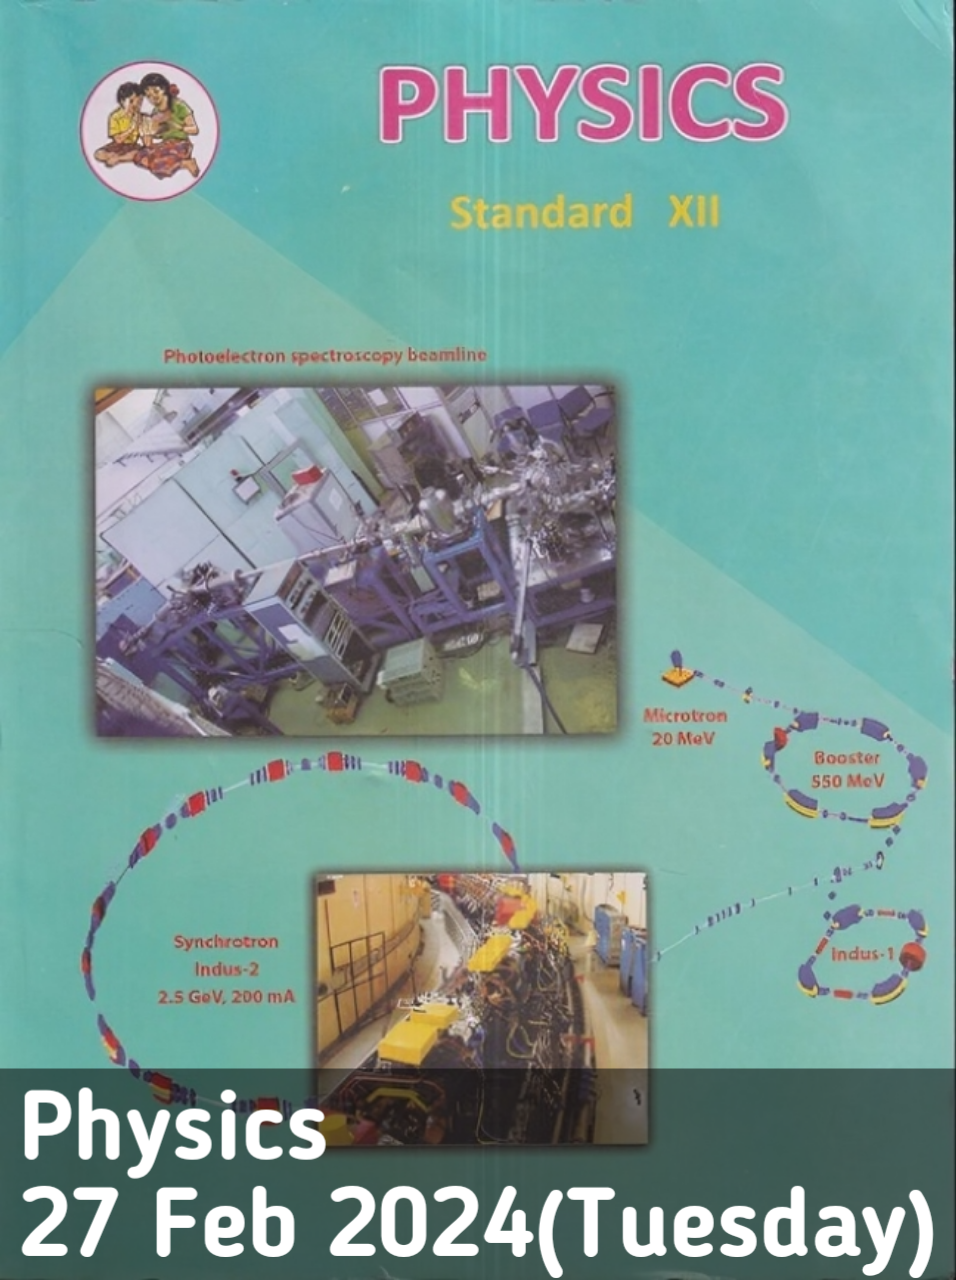 PHYSICS
Standard XII
Photoelectron spectroscopy beamline
Microtron
20 MeV
Booster
550 MeV
Synchrotron
Indus-2
2.5 GeV, 200 mA
Indus-1
Physics
27 Feb 2024(Tuesday)